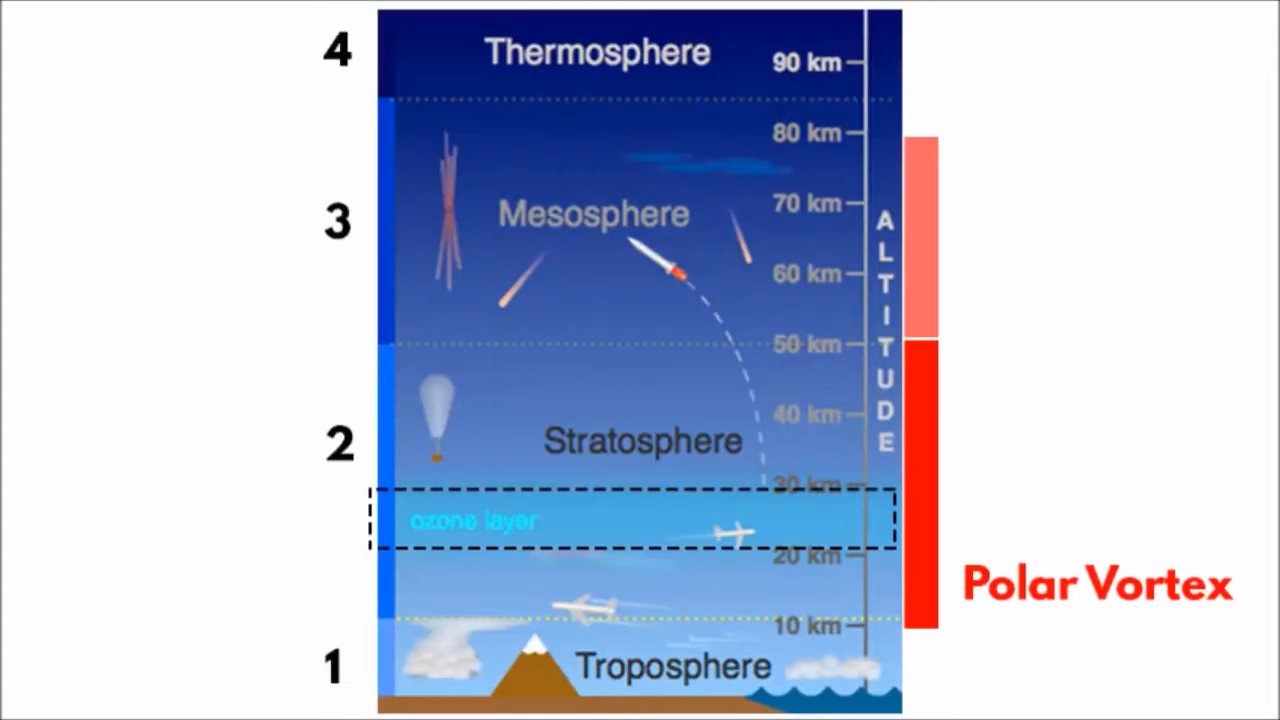 4
Thermosphere
90 km
80 km
3
Mesosphere
70 km
60 km
50 km
ALTITUDE
40 km
2
Stratosphere
30 km
ozone layer
20 km
Polar Vortex
10 km
1
Troposphere